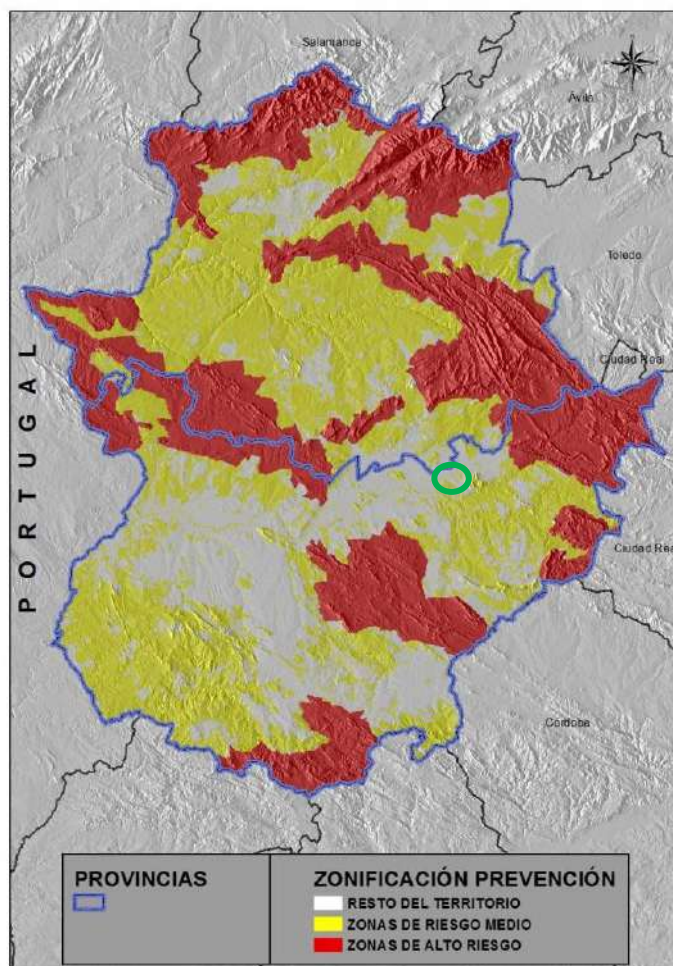 Salamanca
Ávila
Toledo
Ciudad Real
PORTUGAL
Ciudad Real
Córdoba
PROVINCIAS
ZONIFICACIÓN PREVENCIÓN
RESTO DEL TERRITORIO
ZONAS DE RIESGO MEDIO
ZONAS DE ALTO RIESGO